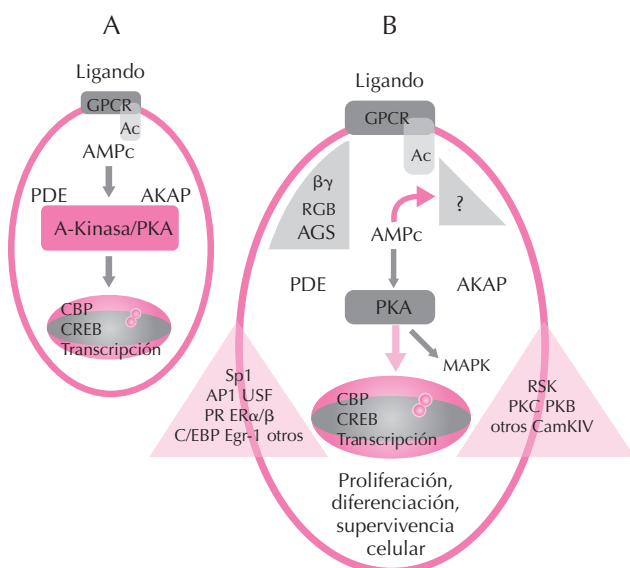 A
Ligando
GPCR
Ac
AMPc
PDE
AKAP
A-Kinasa/PKA
CBP
CREB
Transcripción
B
Ligando
GPCR
Ac
βγ
RGB
AGS
?
AMPc
PDE
AKAP
PKA
MAPK
Sp1
AP1 USF
PR ERα/β
C/EBP Egr-1 otros
CBP
CREB
Transcripción
RSK
PKC PKB
otros CamKIV
Proliferación,
diferenciación,
supervivencia
celular